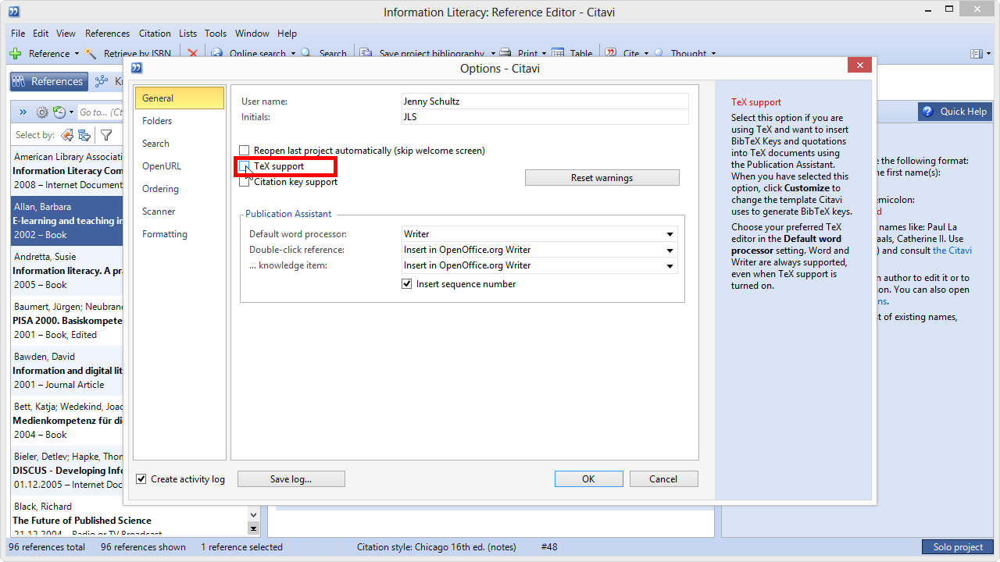 Information Literacy: Reference Editor - Citavi
File Edit View References Citation Lists Tools Window Help
Reference Retrieve by ISBN Online search Search Save project bibliography Print Table Cite Thought
Options - Citavi
References
Go to... (Ct
Select by:
American Library Associati
Information Literacy Com
2008 – Internet Document
Allan, Barbara
E-learning and teaching in
2002 – Book
Andretta, Susie
Information literacy. A pra
2005 – Book
Baumert, Jürgen; Neubrand
PISA 2000. Basiskompete
2001 – Book, Edited
Bawden, David
Information and digital lit
2001 – Journal Article
Bett, Katja; Wedekind, Joac
Medienkompetenz für di
2004 – Book
Bieler, Detlev; Hapke, Thom
DISCUS - Developing Info
01.12.2005 – Internet Doc
Black, Richard
The Future of Published Science
21.12.2004 – Radio or TV Broadcast
General
Folders
Search
OpenURL
Ordering
Scanner
Formatting
User name: Jenny Schultz
Initials: JLS
Reopen last project automatically (skip welcome screen)
TeX support
Citation key support
Reset warnings
Publication Assistant
Default word processor: Writer
Double-click reference: Insert in OpenOffice.org Writer
... knowledge item: Insert in OpenOffice.org Writer
Insert sequence number
Create activity log
Save log...
OK
Cancel
TeX support
Select this option if you are
using TeX and want to insert
BibTeX Keys and quotations
into TeX documents using
the Publication Assistant.
When you have selected this
option, click Customize to
change the template Citavi
uses to generate BibTeX keys.
Choose your preferred TeX
editor in the Default word
processor setting. Word and
Writer are always supported,
even when TeX support is
turned on.
Quick Help
e the following format:
the first name(s):
emicolon:
d
names like: Paul La
aals, Catherine II. Use
) and consult the Citavi
n author to edit it or to
son. You can also open
ns.
st of existing names,
96 references total 96 references shown 1 reference selected Citation style: Chicago 16th ed. (notes) #48 Solo project